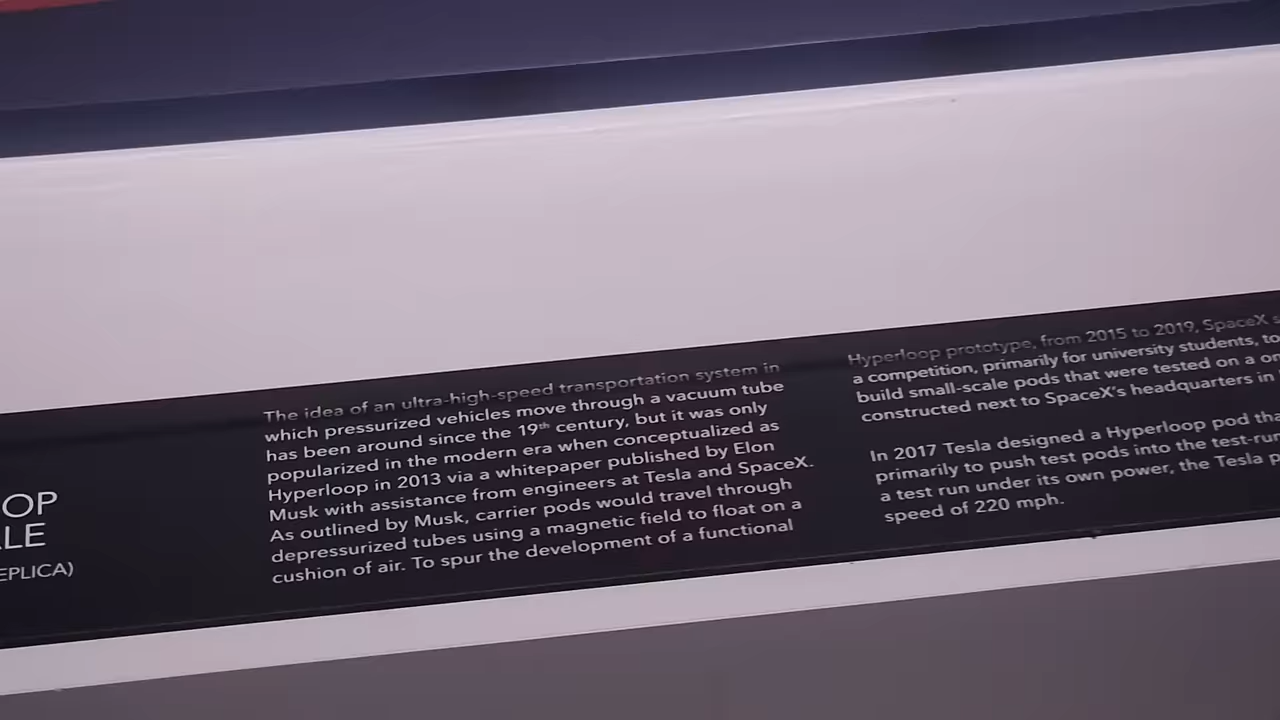 OOP
ALE
EPLICA)
The idea of an ultra-high-speed transportation system in
which pressurized vehicles move through a vacuum tube
has been around since the 19th century, but it was only
popularized in the modern era when conceptualized as
Hyperloop in 2013 via a whitepaper published by Elon
Musk with assistance from engineers at Tesla and SpaceX.
As outlined by Musk, carrier pods would travel through
depressurized tubes using a magnetic field to float on a
cushion of air. To spur the development of a functional
Hyperloop prototype, from 2015 to 2019, SpaceX
a competition, primarily for university students, to
build small-scale pods that were tested on a
constructed next to SpaceX's headquarters in
In 2017 Tesla designed a Hyperloop pod
primarily to push test pods into the
a test run under its own power, the Tesla
speed of 220 mph.